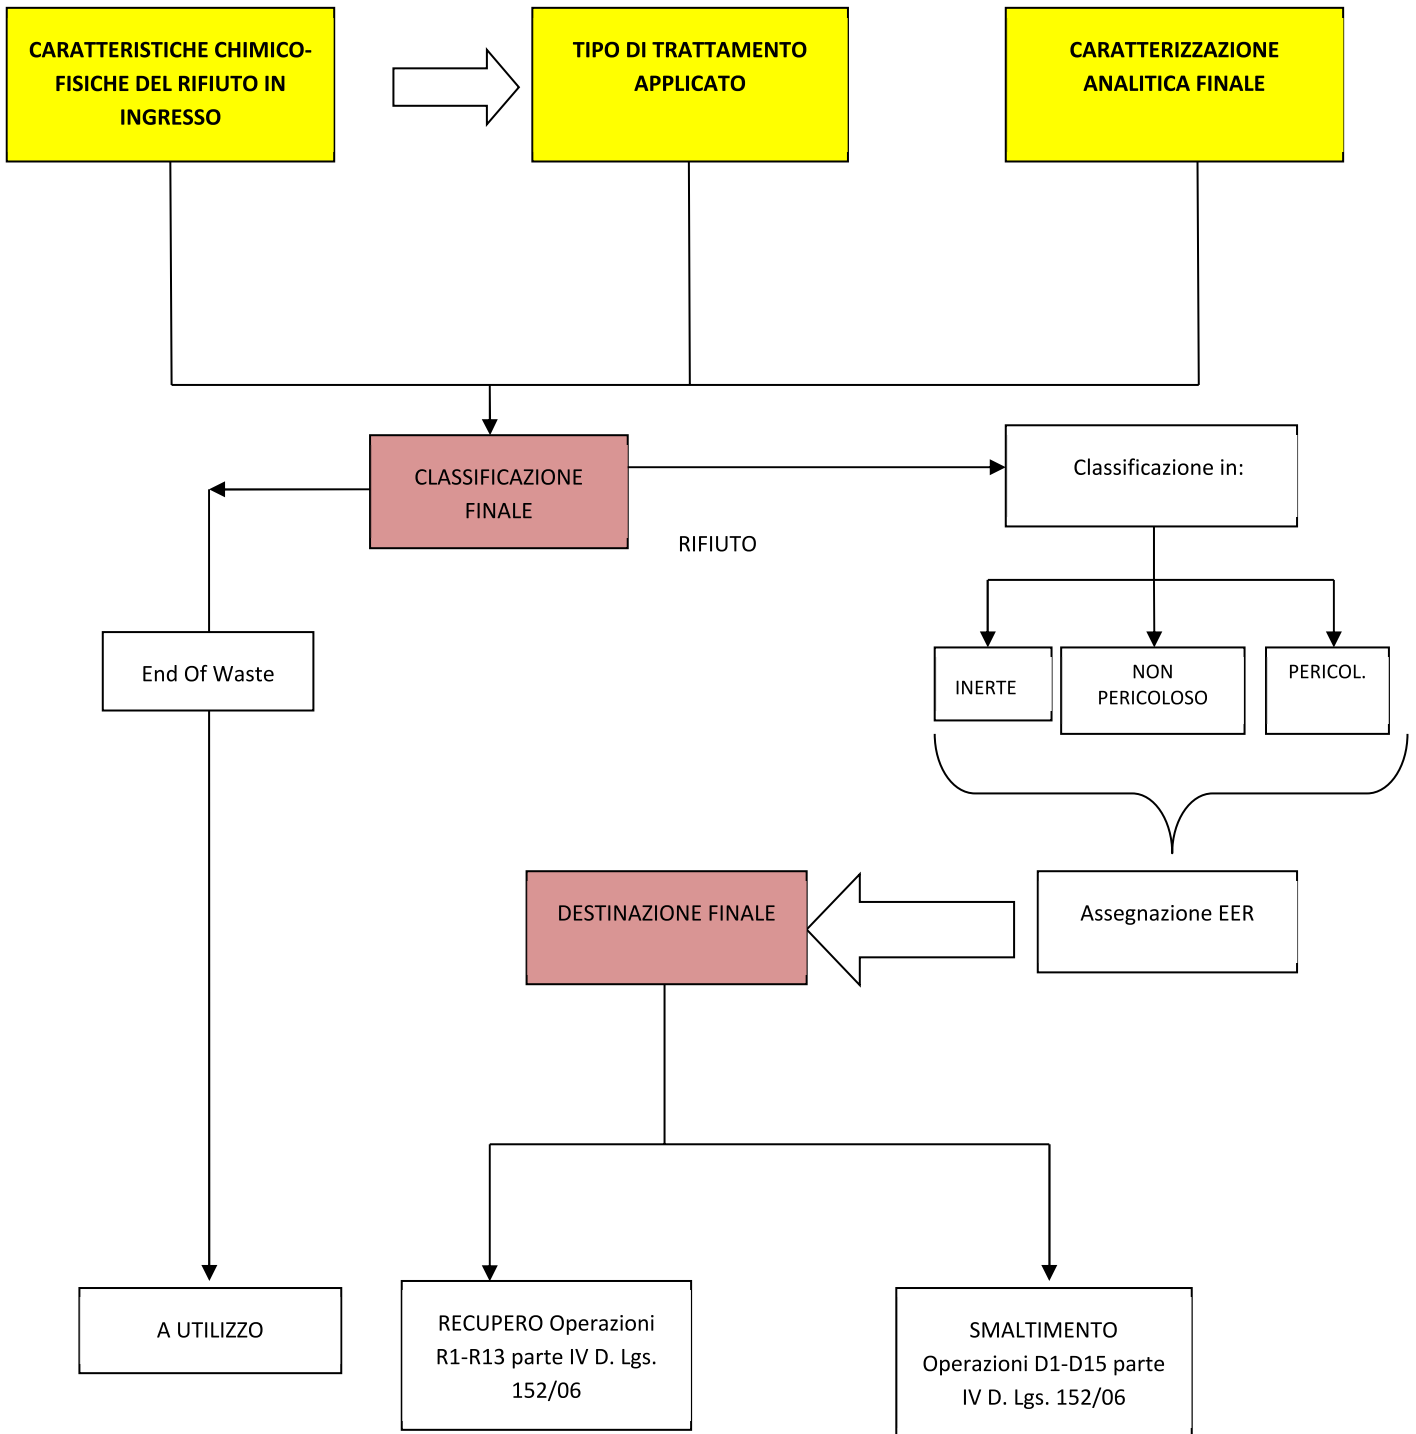 CARATTERISTICHE CHIMICO-
FISICHE DEL RIFIUTO IN
INGRESSO
TIPO DI TRATTAMENTO
APPLICATO
CARATTERIZZAZIONE
ANALITICA FINALE
CLASSIFICAZIONE
FINALE
Classificazione in:
RIFIUTO
End Of Waste
INERTE
NON
PERICOLOSO
PERICOL.
DESTINAZIONE FINALE
Assegnazione EER
A UTILIZZO
RECUPERO Operazioni
R1-R13 parte IV D. Lgs.
152/06
SMALTIMENTO
Operazioni D1-D15 parte
IV D. Lgs. 152/06